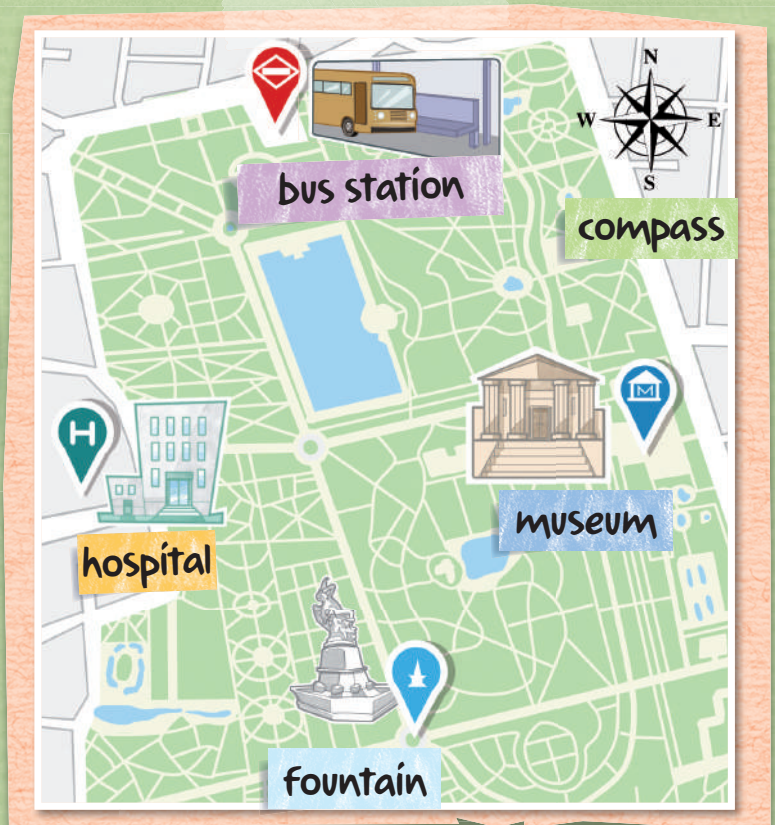 N
W E
S
bus station
compass
H
M
museum
hospital
fountain